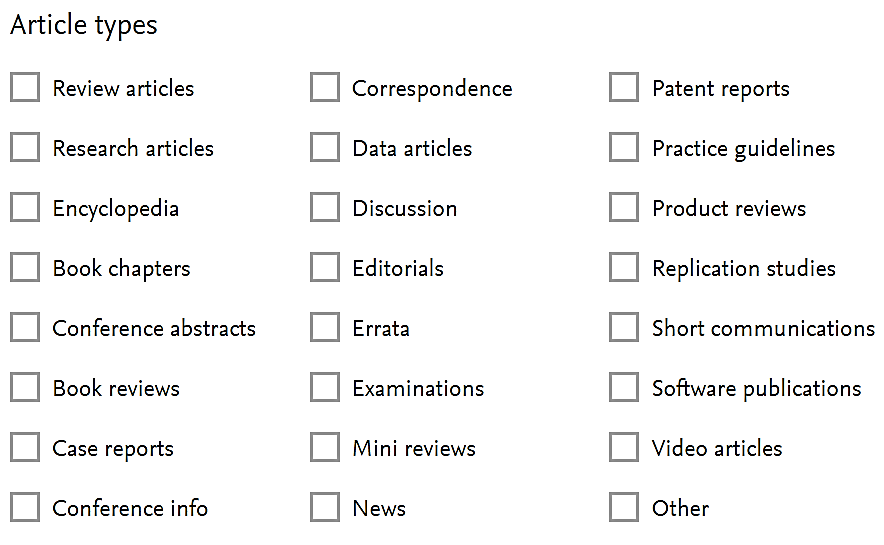 Article types
Review articles
Research articles
Encyclopedia
Book chapters
Conference abstracts
Book reviews
Case reports
Conference info
Correspondence
Data articles
Discussion
Editorials
Errata
Examinations
Mini reviews
News
Patent reports
Practice guidelines
Product reviews
Replication studies
Short communications
Software publications
Video articles
Other